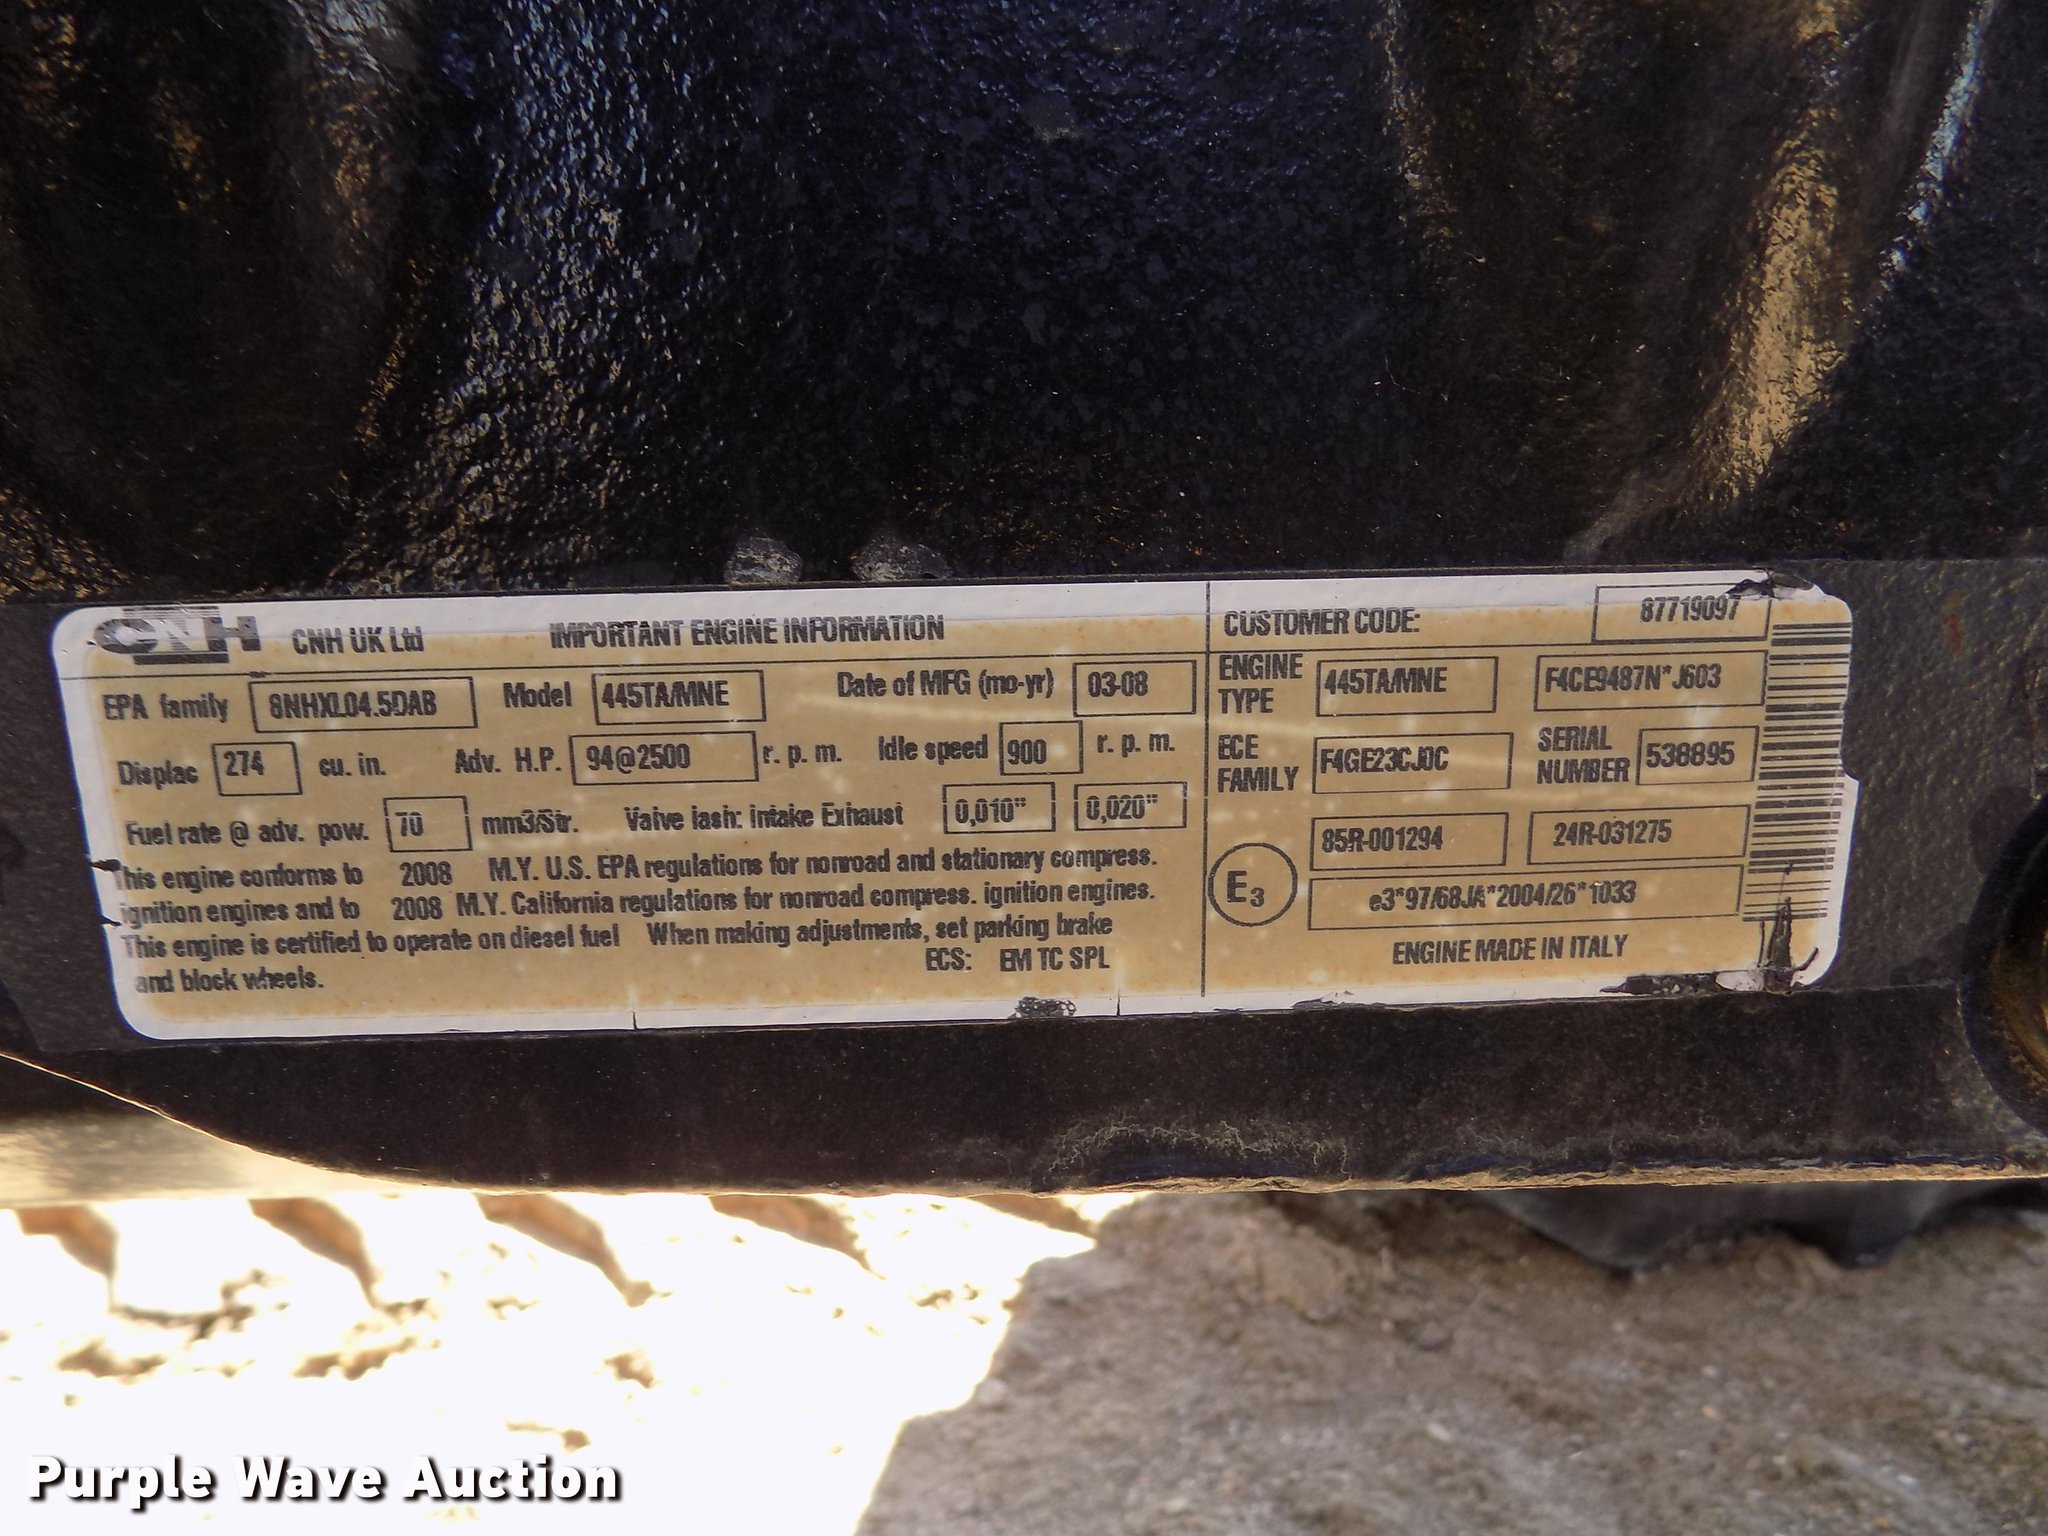 CNH CNH UK Ltd IMPORTANT ENGINE INFORMATION
EPA family 8NHXL04.5DAB Model 445TA/MNE Date of MFG (mo-yr) 03-08
Displac 274 cu. in. Adv. H.P. 94@2500 r. p. m. Idle speed 900 r. p. m.
Fuel rate @ adv. pow. 70 mm3/Str. Valve lash: Intake Exhaust 0,010" 0,020"
This engine conforms to 2008 M.Y. U.S. EPA regulations for nonroad and stationary compress.
ignition engines and to 2008 M.Y. California regulations for nonroad compress. ignition engines.
This engine is certified to operate on diesel fuel When making adjustments, set parking brake
and block wheels. ECS: EM TC SPL
CUSTOMER CODE: 87719097
ENGINE TYPE 445TA/MNE F4CE9487N*J603
ECE FAMILY F4GE23CJ0C SERIAL NUMBER 538895
85R-001294 24R-031275
E3 e3*97/68JA*2004/26*1033
ENGINE MADE IN ITALY
Purple Wave Auction